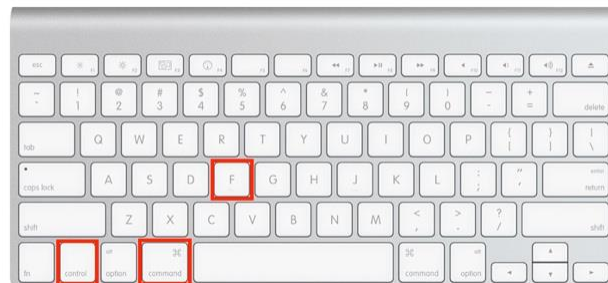 esc F1 F2 F3 F4 F5 F6 F7 F8 F9 F10 F11 F12
~ ` ! 1 @ 2 # 3 $ 4 % 5 ^ 6 & 7 * 8 ( 9 ) 0 _ - + = delete
tab Q W E R T Y U I O P { [ } ] | \
caps lock A S D F G H J K L : ; " ' enter return
shift Z X C V B N M < , > . ? / shift
fn control alt option ⌘ command ⌘ command alt option